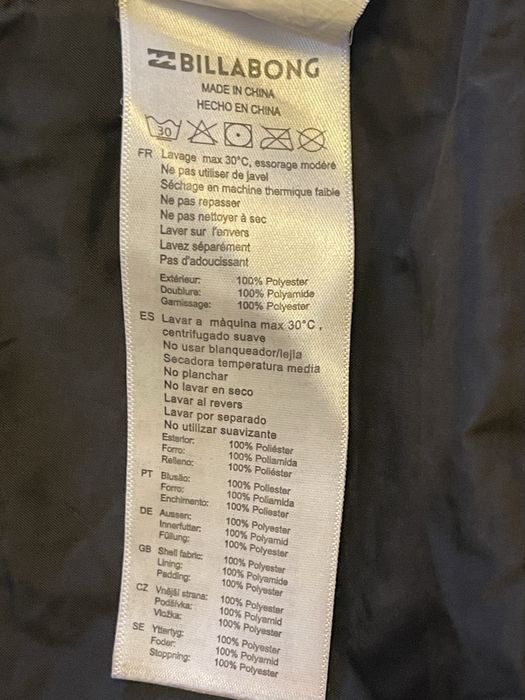 BILLABONG
MADE IN CHINA
HECHO EN CHINA
30
FR Lavage max 30°C, essorage modéré
Ne pas utiliser de javel
Séchage en machine thermique faible
Ne pas repasser
Ne pas nettoyer à sec
Laver sur l'envers
Lavez séparément
Pas d'adoucissant
Extérieur: 100% Polyester
Doublure: 100% Polyamide
Garnissage: 100% Polyester
ES Lavar a màquina max 30°C,
centrifugado suave
No usar blanqueador/lejía
Secadora temperatura media
No planchar
No lavar en seco
Lavar al revers
Lavar por separado
No utilizar suavizante
Exterior: 100% Poliéster
Forro: 100% Poliamida
Relleno: 100% Poliéster
PT Blusão: 100% Poliester
Forro: 100% Poliamida
Enchimento: 100% Poliester
DE Aussen: 100% Polyester
Innerfutter: 100% Polyamid
Füllung: 100% Polyester
GB Shell fabric: 100% Polyester
Lining: 100% Polyamide
Padding: 100% Polyester
CZ Vnější strana: 100% Polyester
Podšívka: 100% Polyamid
Vložka: 100% Polyester
SE Yttertyg: 100% Polyester
Foder: 100% Polyamid
Stoppning: 100% Polyester